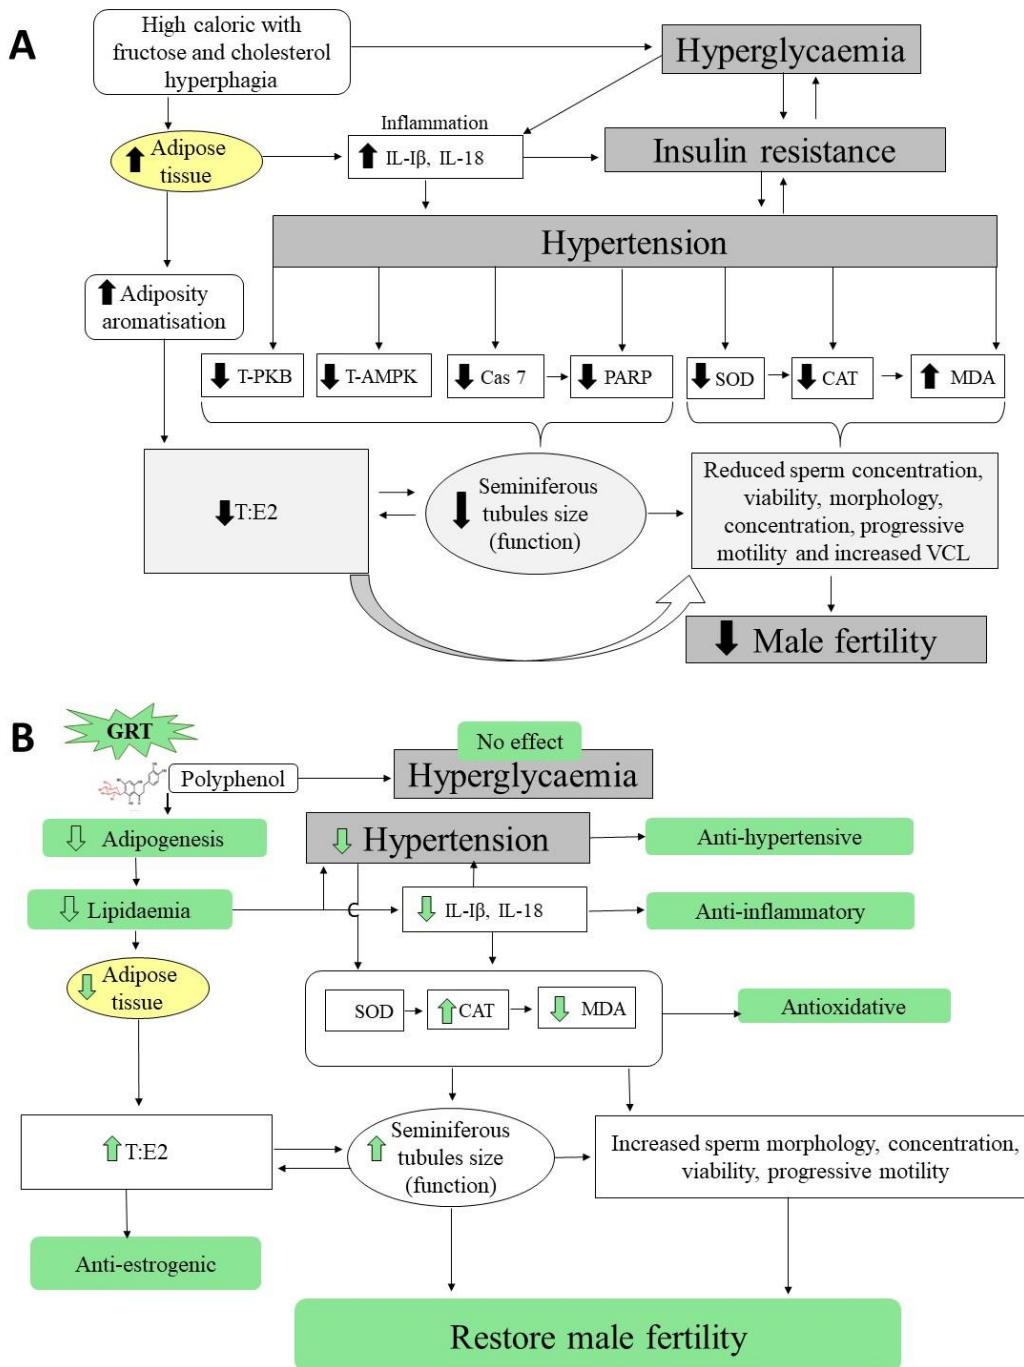 A
High caloric with
fructose and cholesterol
hyperphagia
Hyperglycaemia
Inflammation
Adipose
tissue
IL-Iβ, IL-18
Insulin resistance
Hypertension
Adiposity
aromatisation
T-PKB
T-AMPK
Cas 7
PARP
SOD
CAT
MDA
T:E2
Seminiferous
tubules size
(function)
Reduced sperm concentration,
viability, morphology,
concentration, progressive
motility and increased VCL
Male fertility
B
GRT
Polyphenol
No effect
Hyperglycaemia
Adipogenesis
Hypertension
Anti-hypertensive
Lipidaemia
IL-Iβ, IL-18
Anti-inflammatory
Adipose
tissue
SOD
CAT
MDA
Antioxidative
T:E2
Seminiferous
tubules size
(function)
Increased sperm morphology, concentration,
viability, progressive motility
Anti-estrogenic
Restore male fertility